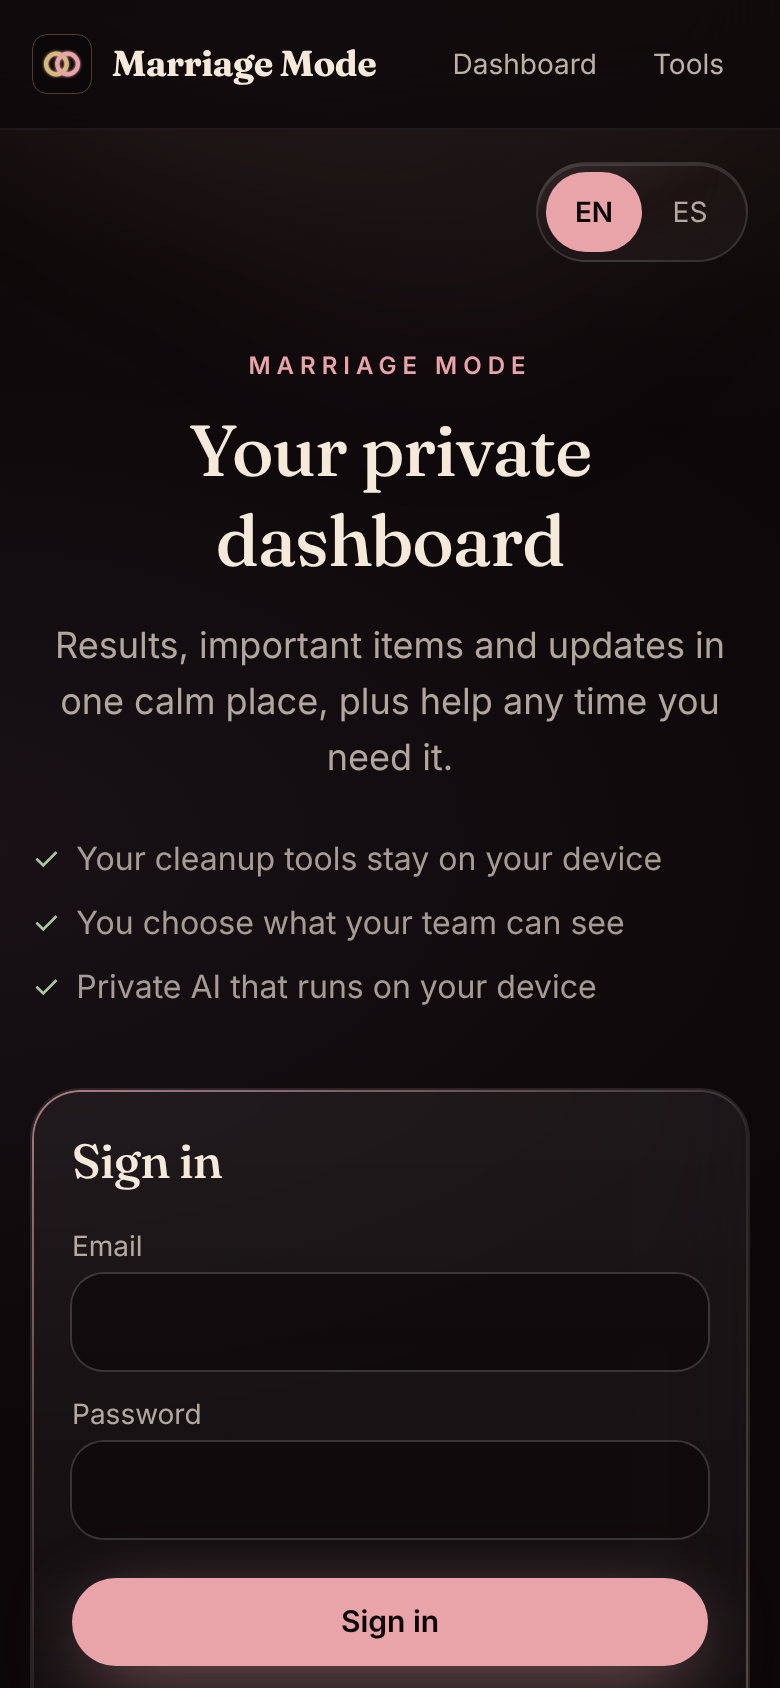 Marriage Mode
Dashboard
Tools
EN
ES
MARRIAGE MODE
Your private
dashboard
Results, important items and updates in
one calm place, plus help any time you
need it.
Your cleanup tools stay on your device
You choose what your team can see
Private AI that runs on your device
Sign in
Email
Password
Sign in